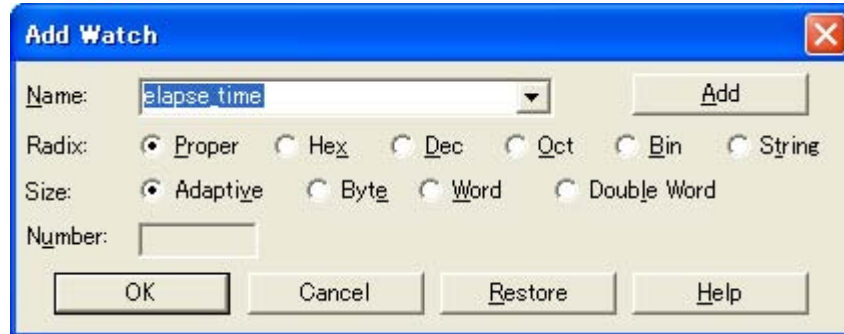 Add Watch
Name: elapse_time Add
Radix: Proper Hex Dec Oct Bin String
Size: Adaptive Byte Word Double Word
Number:
OK Cancel Restore Help